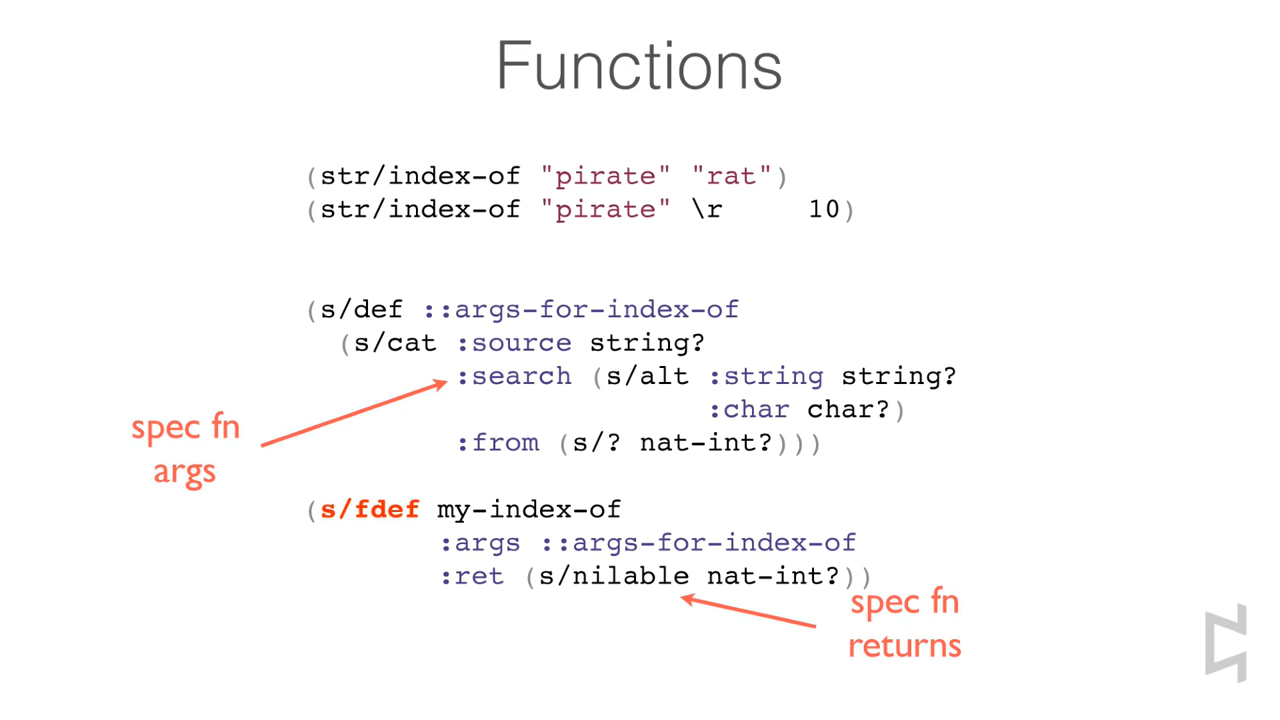 Functions
(str/index-of "pirate" "rat")
(str/index-of "pirate" \r     10)
(s/def ::args-for-index-of
  (s/cat :source string?
         :search (s/alt :string string?
                        :char char?)
         :from (s/? nat-int?)))
spec fn
args
(s/fdef my-index-of
        :args ::args-for-index-of
        :ret (s/nilable nat-int?))
spec fn
returns